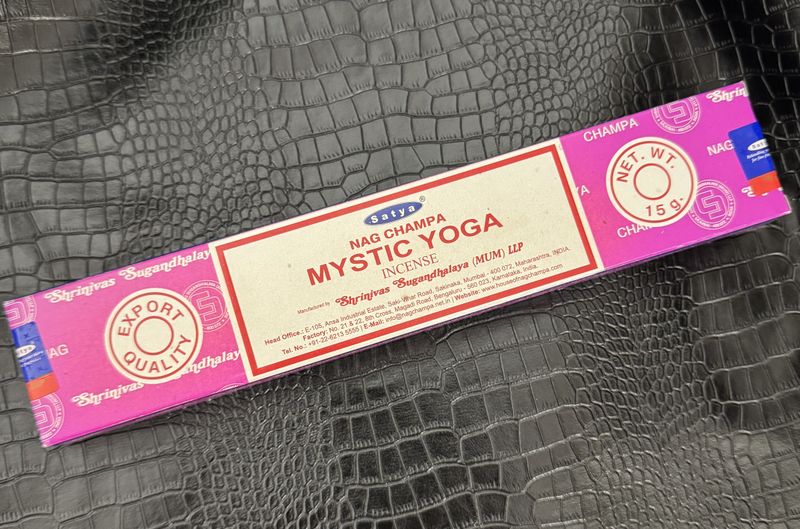 Satya®
NAG CHAMPA
MYSTIC YOGA
INCENSE
Manufactured by Shrinivas Sugandhalaya (MUM) LLP
Head Office.: E-105, Ansa Industrial Estate, Saki-Vihar Road, Sakinaka, Mumbai - 400 072, Maharashtra, INDIA.
Factory: No. 21 & 22, 8th Cross, Magadi Road, Bengaluru - 560 023, Karnataka, India.
Tel. No.: +91-22-6213 5555 | E-Mail: info@nagchampa.net.in | Website: www.houseofnagchampa.com
Shrinivas Sugandhalaya
EXPORT
QUALITY
NAG
Shrinivas
Sugandhalaya
CHAMPA
NET. WT.
15 g.
NAG
Shrinivas